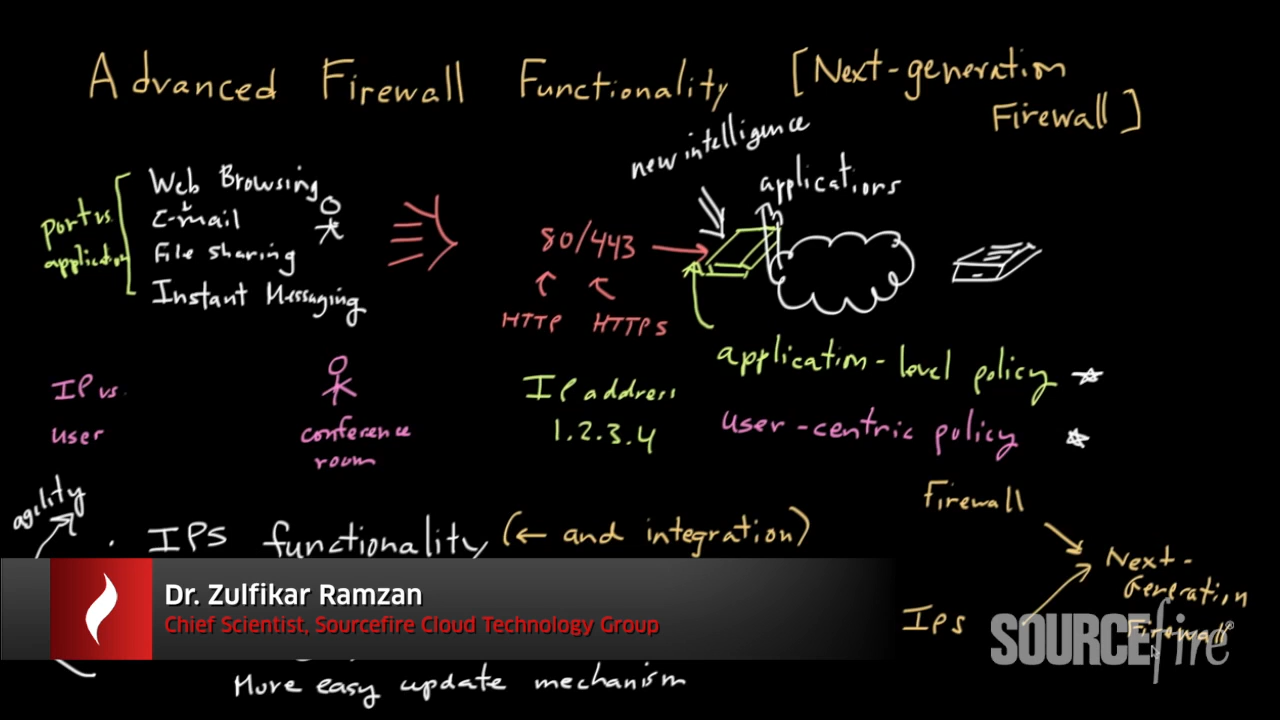 Advanced Firewall Functionality [Next-generation
Firewall]
new intelligence
applications
port vs.
application
Web Browsing
E-mail
File sharing
Instant Messaging
80/443
HTTP HTTPS
application-level policy
IP vs.
user
conference
room
IP address
1.2.3.4
user-centric policy
agility
· IPS functionality (← and integration)
Firewall
IPS
Next-
Generation
Firewall
Dr. Zulfikar Ramzan
Chief Scientist, Sourcefire Cloud Technology Group
SOURCEfire®
More easy update mechanism